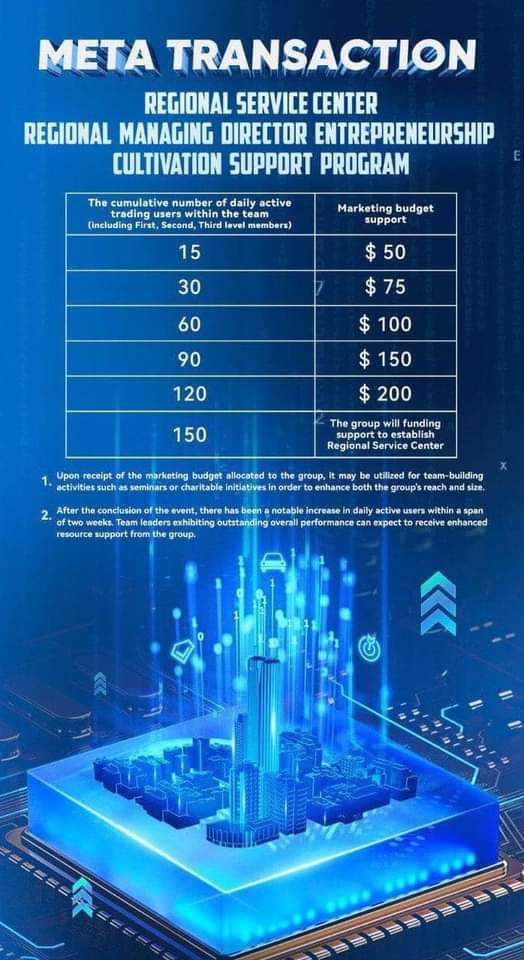 META TRANSACTION
REGIONAL SERVICE CENTER
REGIONAL MANAGING DIRECTOR ENTREPRENEURSHIP
CULTIVATION SUPPORT PROGRAM
The cumulative number of daily active
trading users within the team
(including First, Second, Third level members)
Marketing budget
support
15
$ 50
30
$ 75
60
$ 100
90
$ 150
120
$ 200
150
The group will funding
support to establish
Regional Service Center
1. Upon receipt of the marketing budget allocated to the group, it may be utilized for team-building
activities such as seminars or charitable initiatives in order to enhance both the group's reach and size.
2. After the conclusion of the event, there has been a notable increase in daily active users within a span
of two weeks. Team leaders exhibiting outstanding overall performance can expect to receive enhanced
resource support from the group.